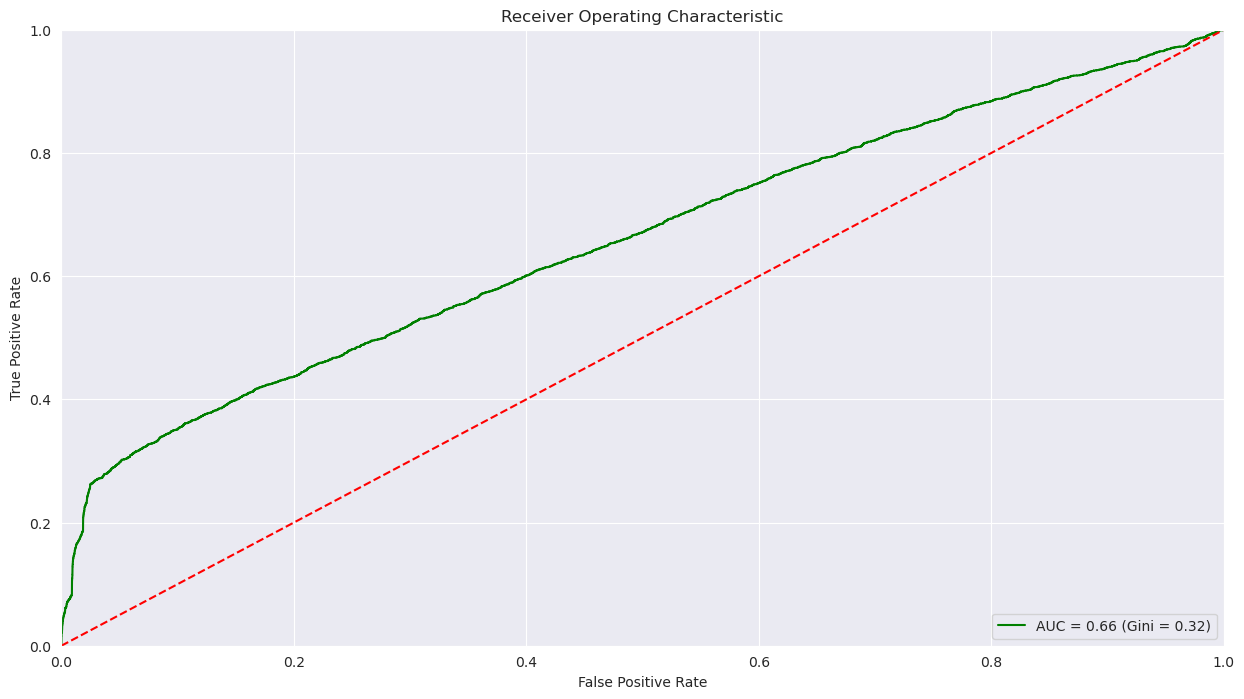 Receiver Operating Characteristic
1.0
0.8
0.6
0.4
0.2
0.0
True Positive Rate
AUC = 0.66 (Gini = 0.32)
0.0 0.2 0.4 0.6 0.8 1.0
False Positive Rate